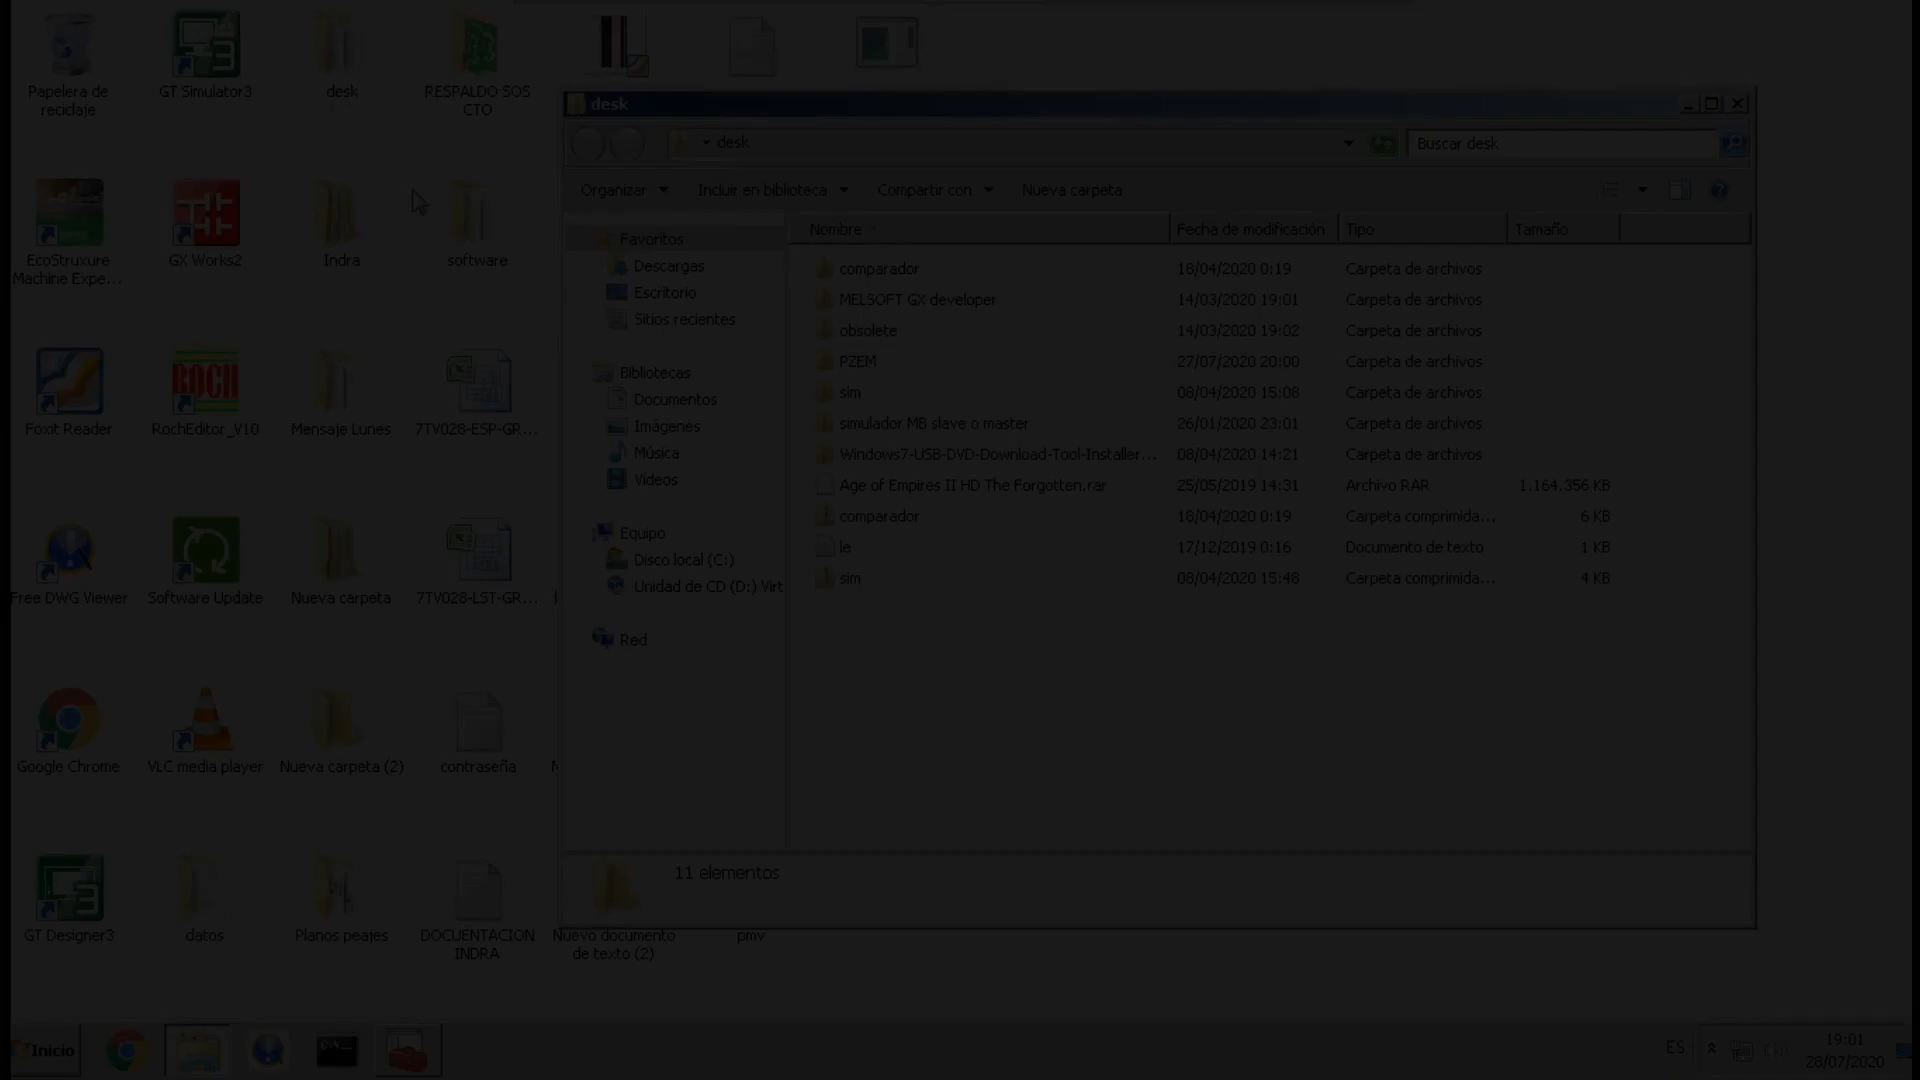 Papelera de
reciclaje
GT Simulator3
desk
RESPALDO SOS
CTO
EcoStruxure
Machine Expe...
GX Works2
Indra
software
Foxit Reader
RochEditor_V10
Mensaje Lunes
7TV028-ESP-GR...
Free DWG Viewer
Software Update
Nueva carpeta
7TV028-LST-GR...
Google Chrome
VLC media player
Nueva carpeta (2)
contraseña
GT Designer3
datos
Planos peajes
DOCUENTACION
INDRA
Nuevo documento
de texto (2)
pmv
desk
desk
Buscar desk
Organizar
Incluir en biblioteca
Compartir con
Nueva carpeta
Favoritos
Descargas
Escritorio
Sitios recientes
Bibliotecas
Documentos
Imágenes
Música
Vídeos
Equipo
Disco local (C:)
Unidad de CD (D:) Virt
Red
Nombre Fecha de modificación Tipo Tamaño
comparador 18/04/2020 0:19 Carpeta de archivos
MELSOFT GX developer 14/03/2020 19:01 Carpeta de archivos
obsolete 14/03/2020 19:02 Carpeta de archivos
PZEM 27/07/2020 20:00 Carpeta de archivos
sim 08/04/2020 15:08 Carpeta de archivos
simulador MB slave o master 26/01/2020 23:01 Carpeta de archivos
Windows7-USB-DVD-Download-Tool-Installer... 08/04/2020 14:21 Carpeta de archivos
Age of Empires II HD The Forgotten.rar 25/05/2019 14:31 Archivo RAR 1.164.356 KB
comparador 18/04/2020 0:19 Carpeta comprimida... 6 KB
le 17/12/2019 0:16 Documento de texto 1 KB
sim 08/04/2020 15:48 Carpeta comprimida... 4 KB
11 elementos
Inicio
ES
19:01
28/07/2020